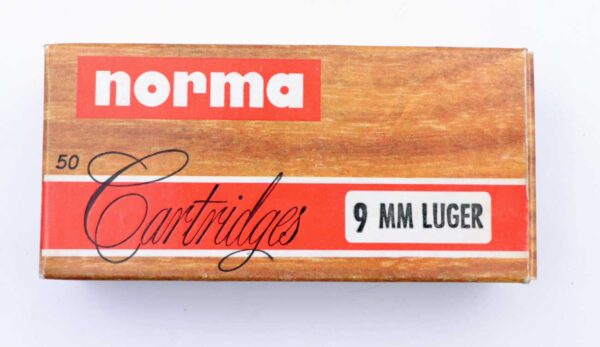 norma
50
Cartridges
9 MM LUGER